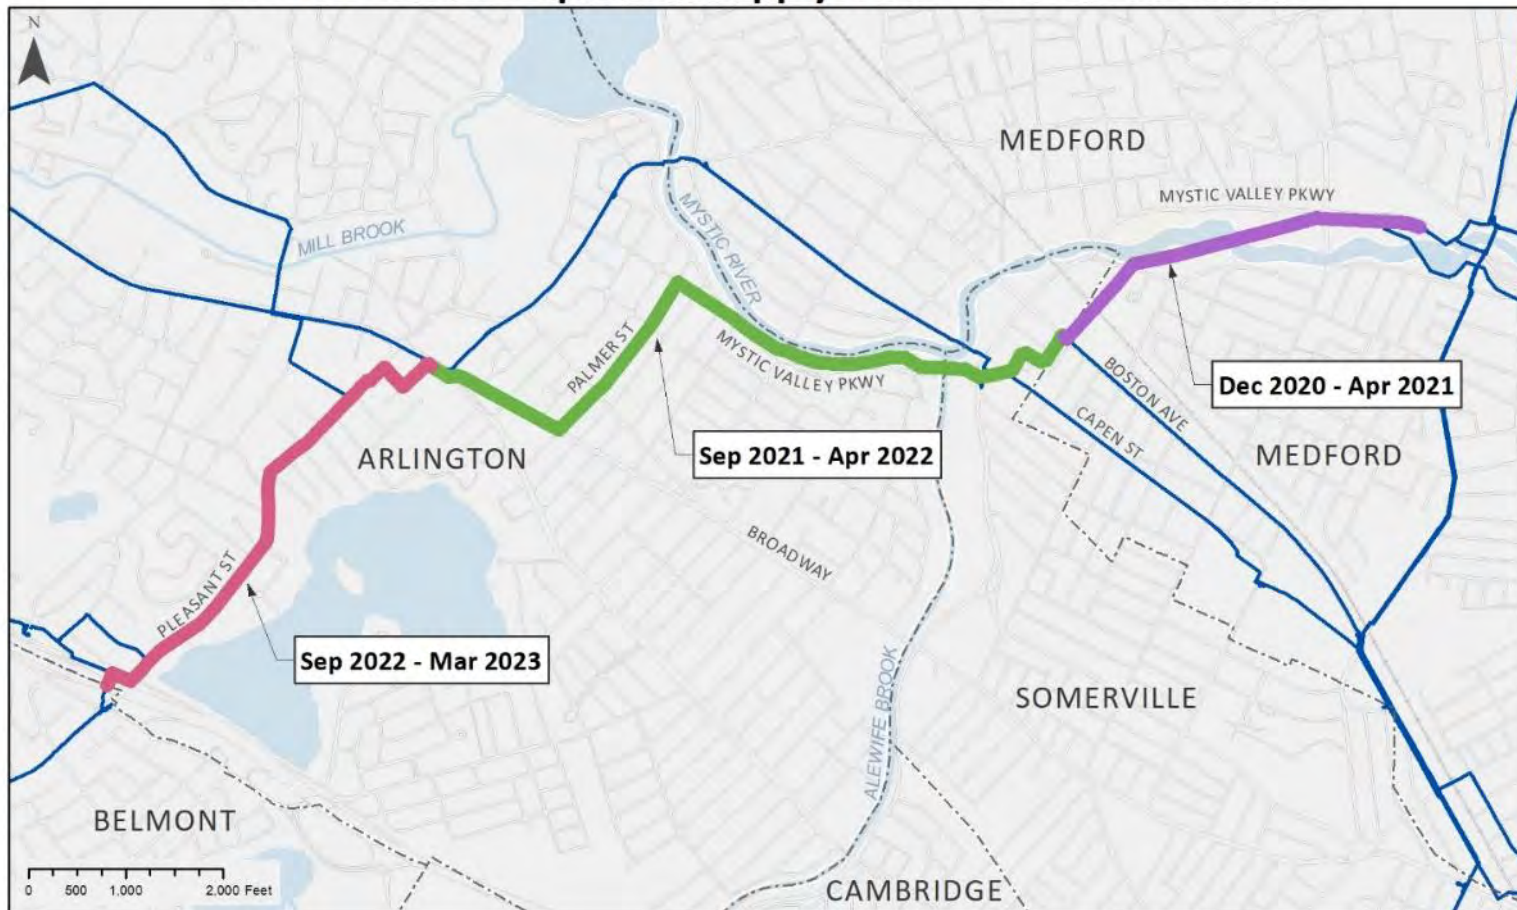 N
MEDFORD
MYSTIC VALLEY PKWY
MILL BROOK
MYSTIC RIVER
PALMER ST
MYSTIC VALLEY PKWY
BOSTON AVE
Dec 2020 - Apr 2021
CAPEN ST
ARLINGTON
Sep 2021 - Apr 2022
MEDFORD
BROADWAY
PLEASANT ST
Sep 2022 - Mar 2023
ALEWIFE BROOK
SOMERVILLE
BELMONT
0 500 1,000 2,000 Feet
CAMBRIDGE